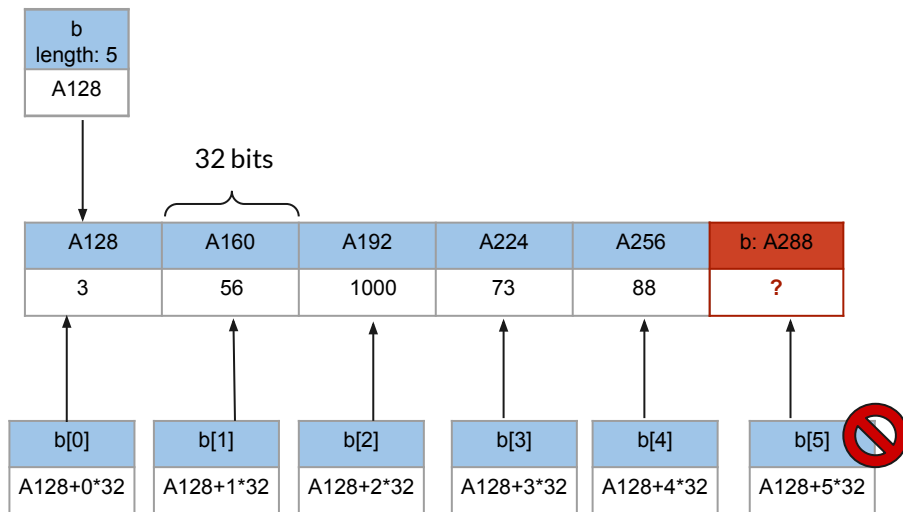 b
length: 5
A128
32 bits
A128 A160 A192 A224 A256 b: A288
3 56 1000 73 88 ?
b[0] b[1] b[2] b[3] b[4] b[5]
A128+0*32 A128+1*32 A128+2*32 A128+3*32 A128+4*32 A128+5*32